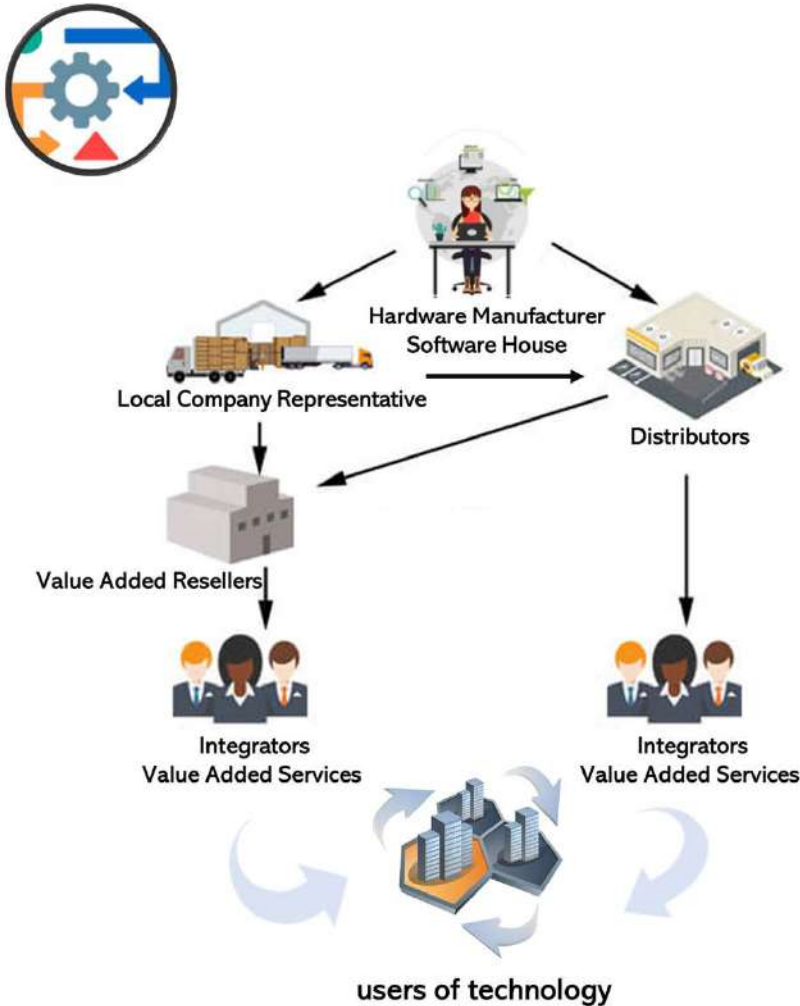 Hardware Manufacturer
Software House
Local Company Representative
Distributors
Value Added Resellers
Integrators
Value Added Services
Integrators
Value Added Services
users of technology